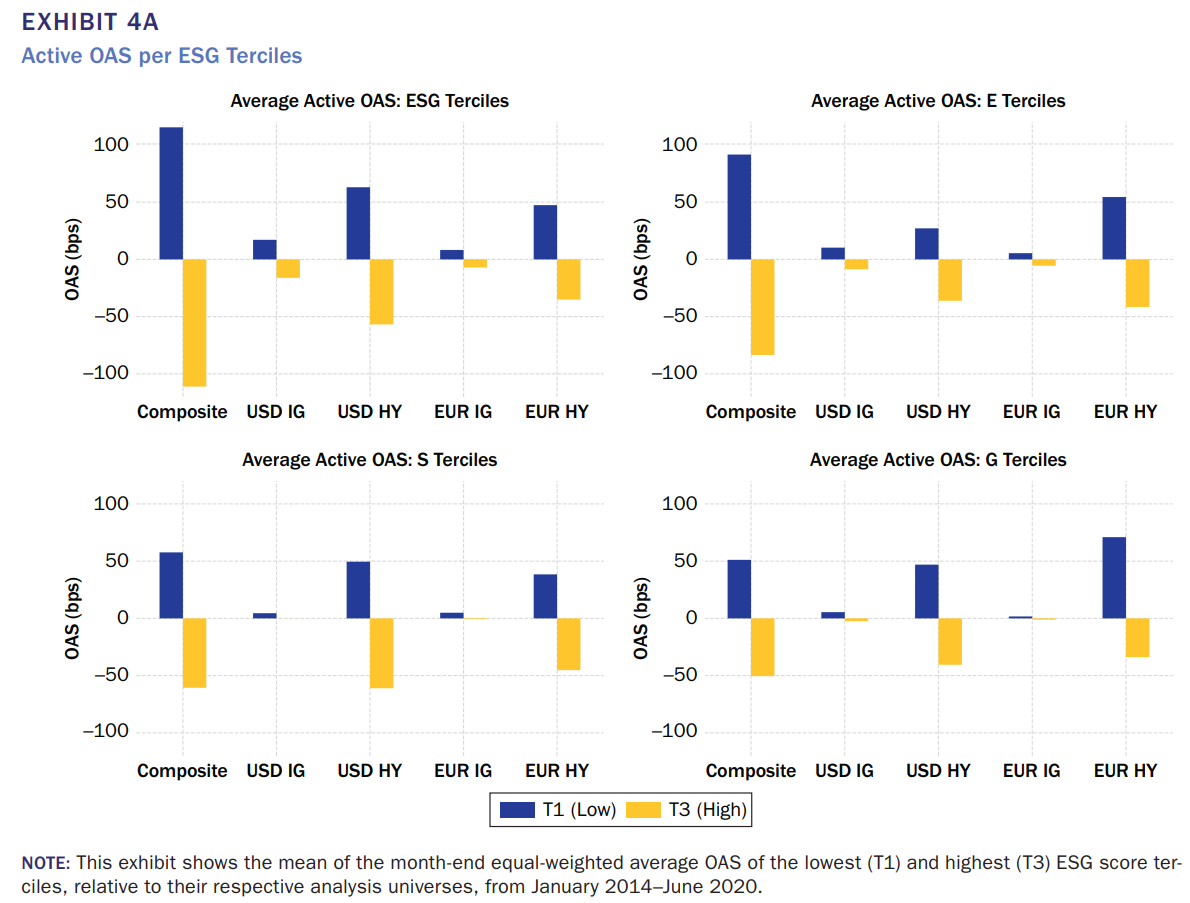 EXHIBIT 4A
Active OAS per ESG Terciles
Average Active OAS: ESG Terciles
OAS (bps)
100
50
0
–50
–100
Composite USD IG USD HY EUR IG EUR HY
Average Active OAS: E Terciles
OAS (bps)
100
50
0
–50
–100
Composite USD IG USD HY EUR IG EUR HY
Average Active OAS: S Terciles
OAS (bps)
100
50
0
–50
–100
Composite USD IG USD HY EUR IG EUR HY
Average Active OAS: G Terciles
OAS (bps)
100
50
0
–50
–100
Composite USD IG USD HY EUR IG EUR HY
T1 (Low) T3 (High)
NOTE: This exhibit shows the mean of the month-end equal-weighted average OAS of the lowest (T1) and highest (T3) ESG score ter-
ciles, relative to their respective analysis universes, from January 2014–June 2020.